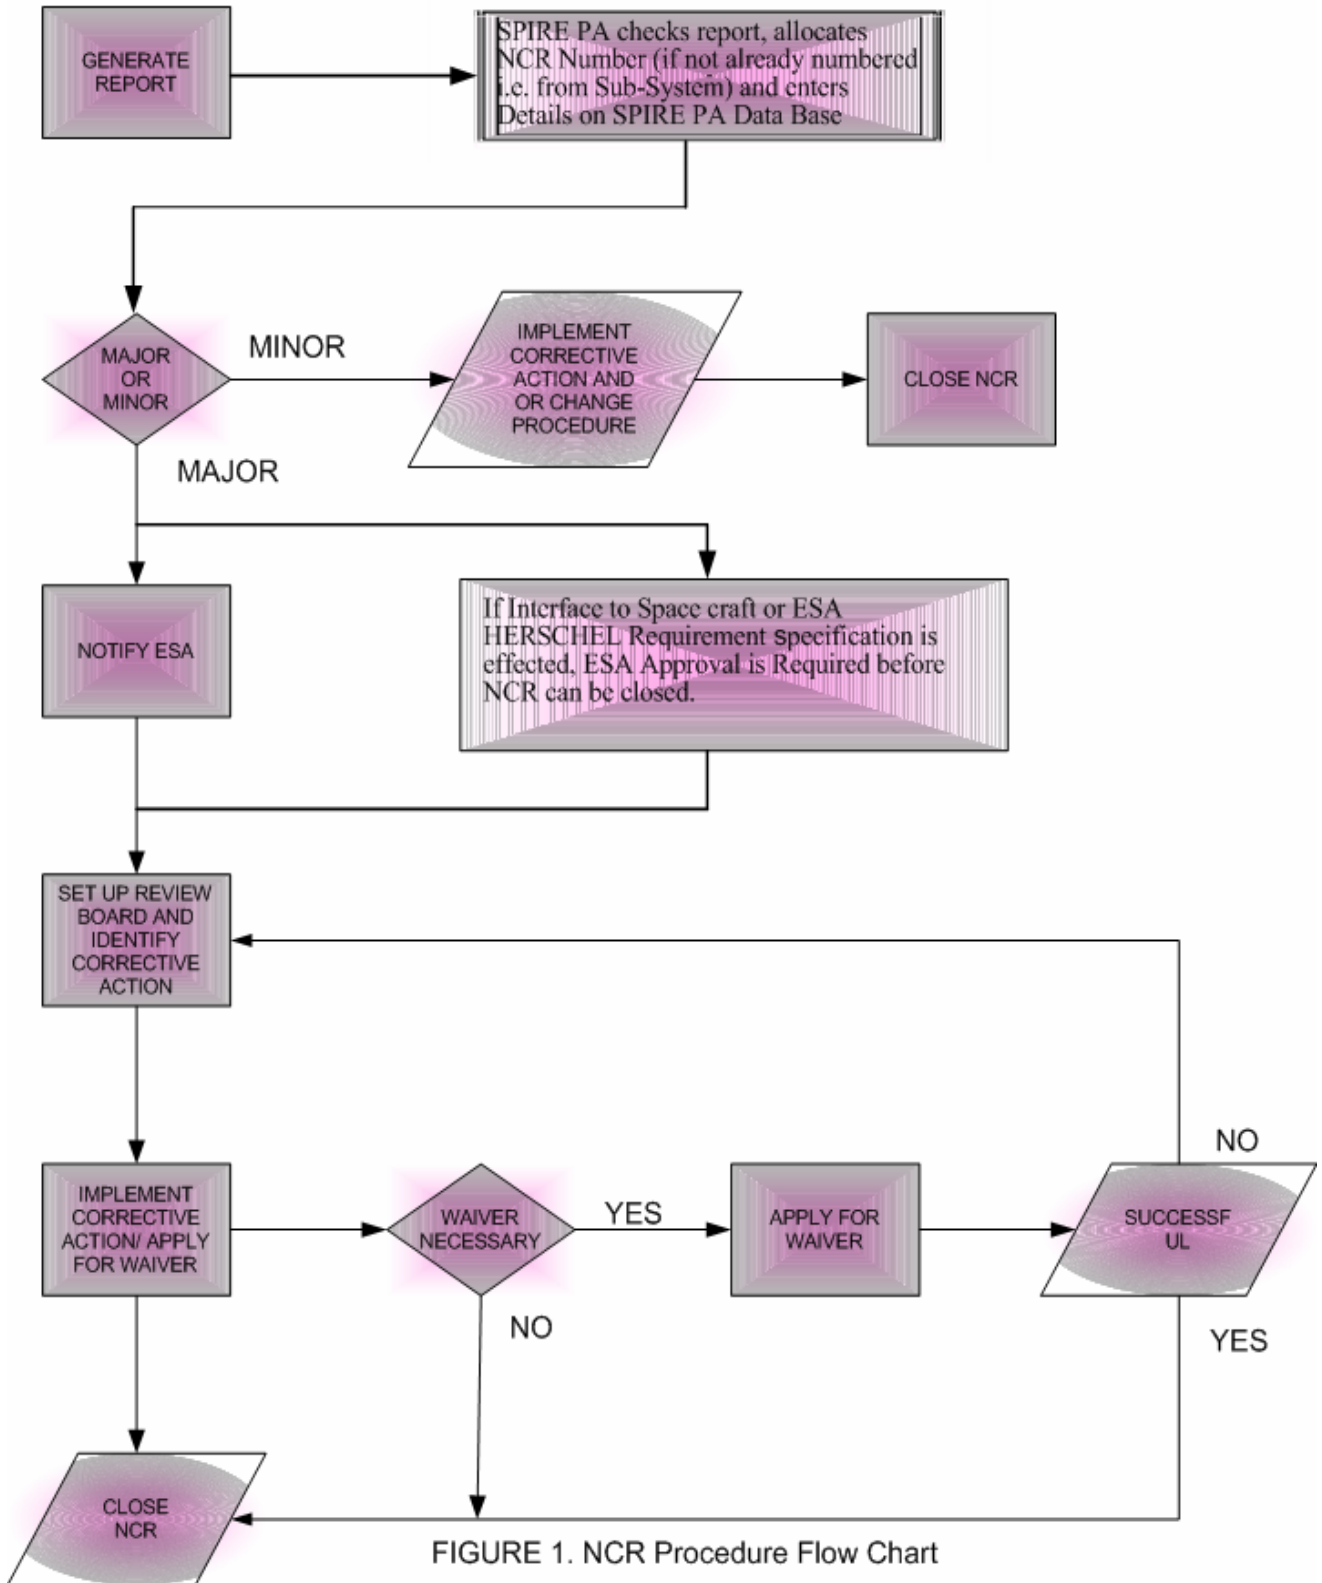 GENERATE
REPORT
SPIRE PA checks report, allocates
NCR Number (if not already numbered
i.e. from Sub-System) and enters
Details on SPIRE PA Data Base
MAJOR
OR
MINOR
MINOR
IMPLEMENT
CORRECTIVE
ACTION AND
OR CHANGE
PROCEDURE
CLOSE NCR
MAJOR
NOTIFY ESA
If Interface to Space craft or ESA
HERSCHEL Requirement specification is
effected, ESA Approval is Required before
NCR can be closed.
SET UP REVIEW
BOARD AND
IDENTIFY
CORRECTIVE
ACTION
IMPLEMENT
CORRECTIVE
ACTION/ APPLY
FOR WAIVER
WAIVER
NECESSARY
YES
APPLY FOR
WAIVER
NO
SUCCESSF
UL
NO
YES
CLOSE
NCR
FIGURE 1. NCR Procedure Flow Chart